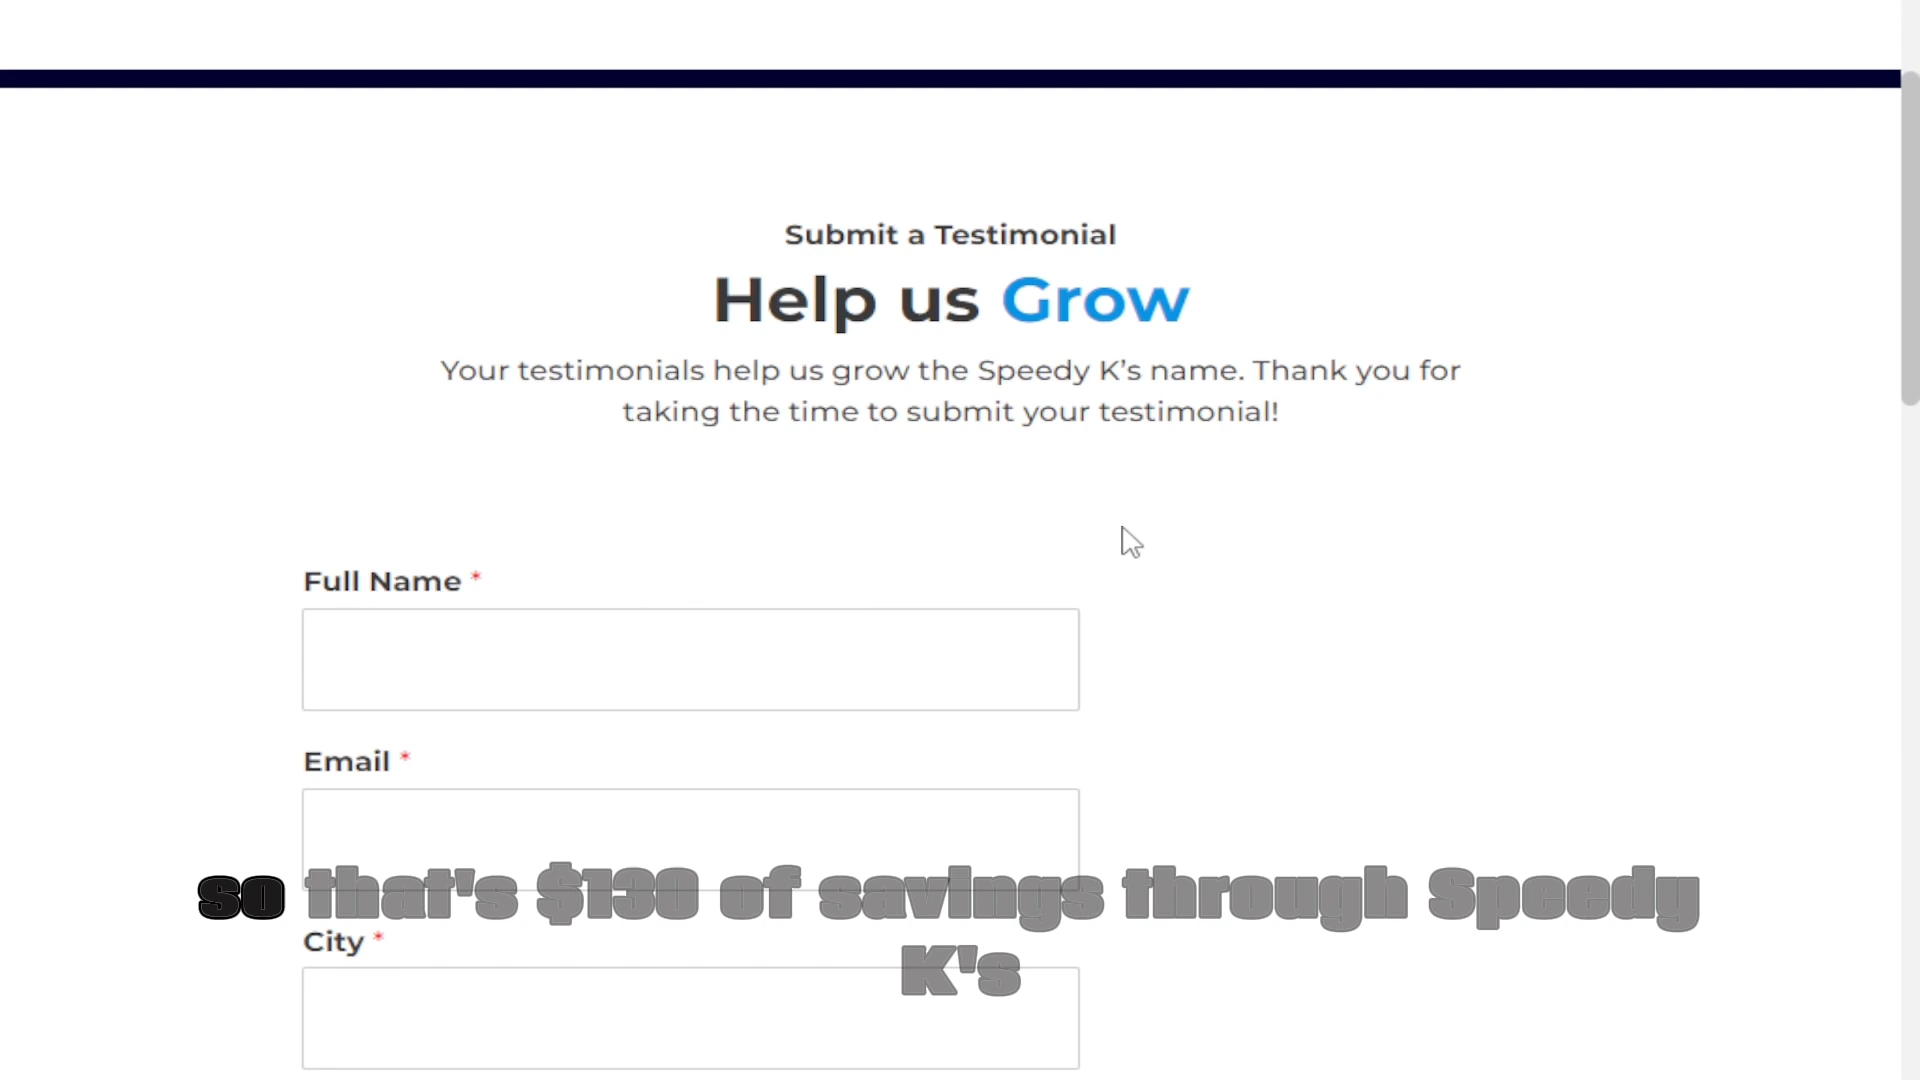 Submit a Testimonial
Help us Grow
Your testimonials help us grow the Speedy K’s name. Thank you for
taking the time to submit your testimonial!
Full Name *
Email *
so that's $130 of savings through Speedy
K's
City *